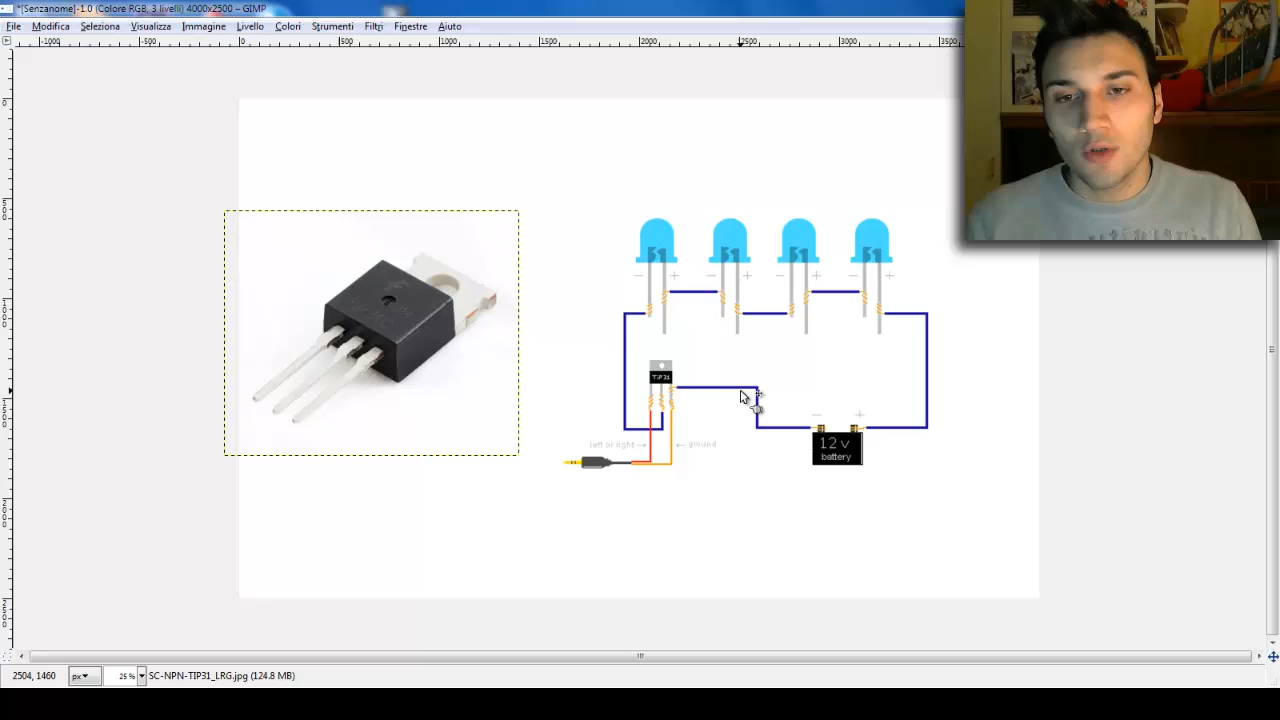 *[Senzanome]-1.0 (Colore RGB, 3 livelli) 4000x2500 – GIMP
File Modifica Seleziona Visualizza Immagine Livello Colori Strumenti Filtri Finestre Aiuto
-1000 -500 0 500 1000 1500 2000 2500 3000 3500
- + - + - + - +
TIP31
left or right → ← ground
- +
12 v
battery
2504, 1460 px 25 % SC-NPN-TIP31_LRG.jpg (124.8 MB)